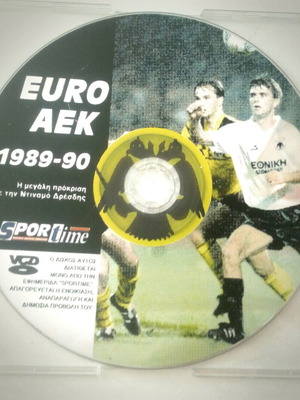 EURO
AEK
1989-90
Η μεγάλη πρόκριση
με την Ντιναμό Δρέσδης
SPORTime
VCD
Ο ΔΙΣΚΟΣ ΑΥΤΟΣ
ΔΙΑΤΙΘΕΤΑΙ
ΜΟΝΟ ΑΠΟ ΤΗΝ
ΕΦΗΜΕΡΙΔΑ "SPORTIME"
ΑΠΑΓΟΡΕΥΕΤΑΙ Η ΕΝΟΙΚΙΑΣΗ,
ΑΝΑΠΑΡΑΓΩΓΗ ΚΑΙ
ΔΗΜΟΣΙΑ ΠΡΟΒΟΛΗ ΤΟΥ
ΕΘΝΙΚΗ